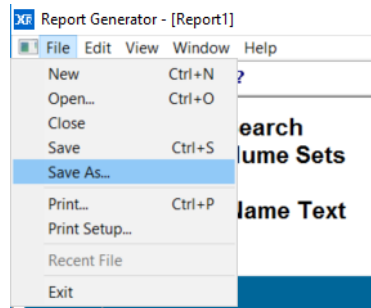 XR Report Generator - [Report1]
File Edit View Window Help
New Ctrl+N ?
Open... Ctrl+O
Close earch
Save Ctrl+S lume Sets
Save As...
Print... Ctrl+P Name Text
Print Setup...
Recent File
Exit